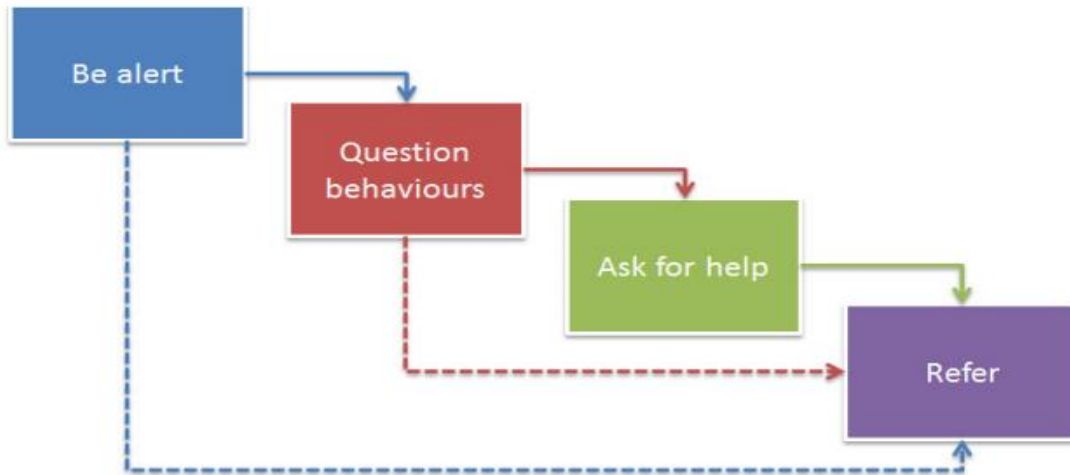 Be alert
Question
behaviours
Ask for help
Refer